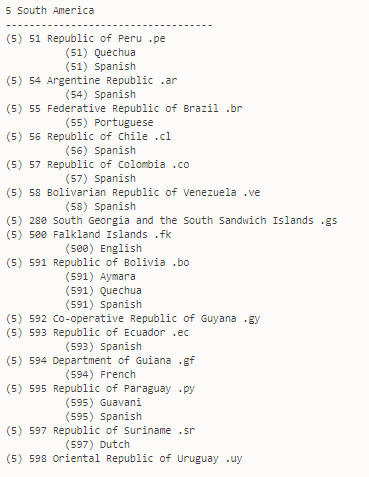 5 South America
---------------------------------
(5) 51 Republic of Peru .pe
(51) Quechua
(51) Spanish
(5) 54 Argentine Republic .ar
(54) Spanish
(5) 55 Federative Republic of Brazil .br
(55) Portuguese
(5) 56 Republic of Chile .cl
(56) Spanish
(5) 57 Republic of Colombia .co
(57) Spanish
(5) 58 Bolivarian Republic of Venezuela .ve
(58) Spanish
(5) 280 South Georgia and the South Sandwich Islands .gs
(5) 500 Falkland Islands .fk
(500) English
(5) 591 Republic of Bolivia .bo
(591) Aymara
(591) Quechua
(591) Spanish
(5) 592 Co-operative Republic of Guyana .gy
(5) 593 Republic of Ecuador .ec
(593) Spanish
(5) 594 Department of Guiana .gf
(594) French
(5) 595 Republic of Paraguay .py
(595) Guavani
(595) Spanish
(5) 597 Republic of Suriname .sr
(597) Dutch
(5) 598 Oriental Republic of Uruguay .uy